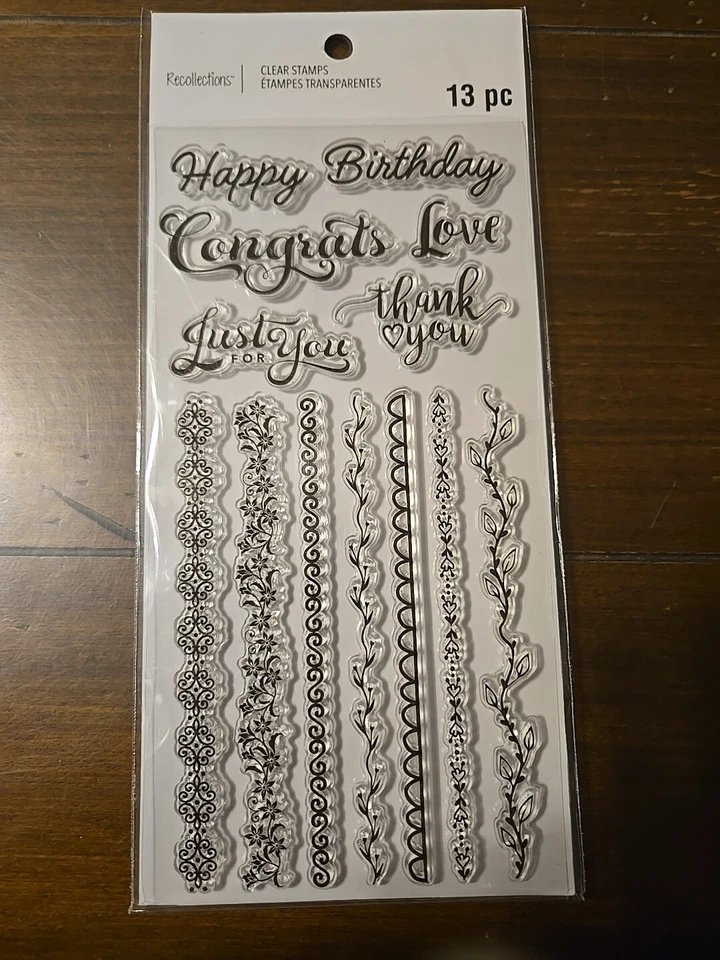 Recollections™
CLEAR STAMPS
ÉTAMPES TRANSPARENTES
13 pc
Happy
Birthday
Congrats
Love
thank
you
Just
FOR
You